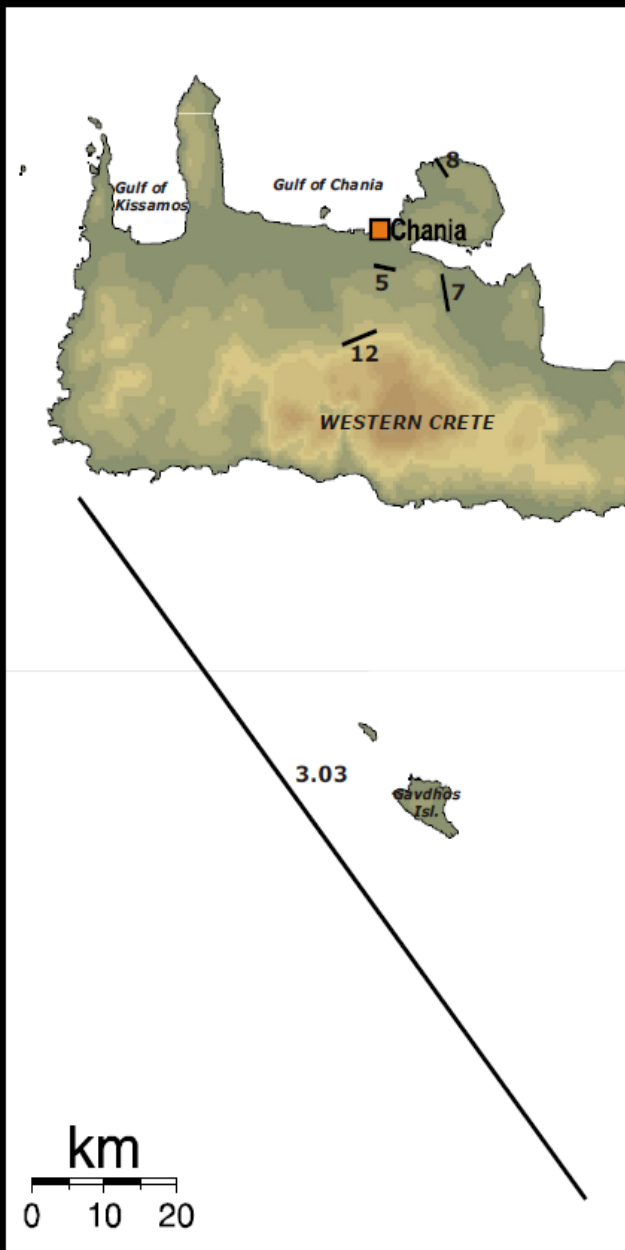 8
Gulf of
Kissamos
Gulf of Chania
Chania
5
7
12
WESTERN CRETE
3.03
Gavdhos
Isl.
km
0 10 20